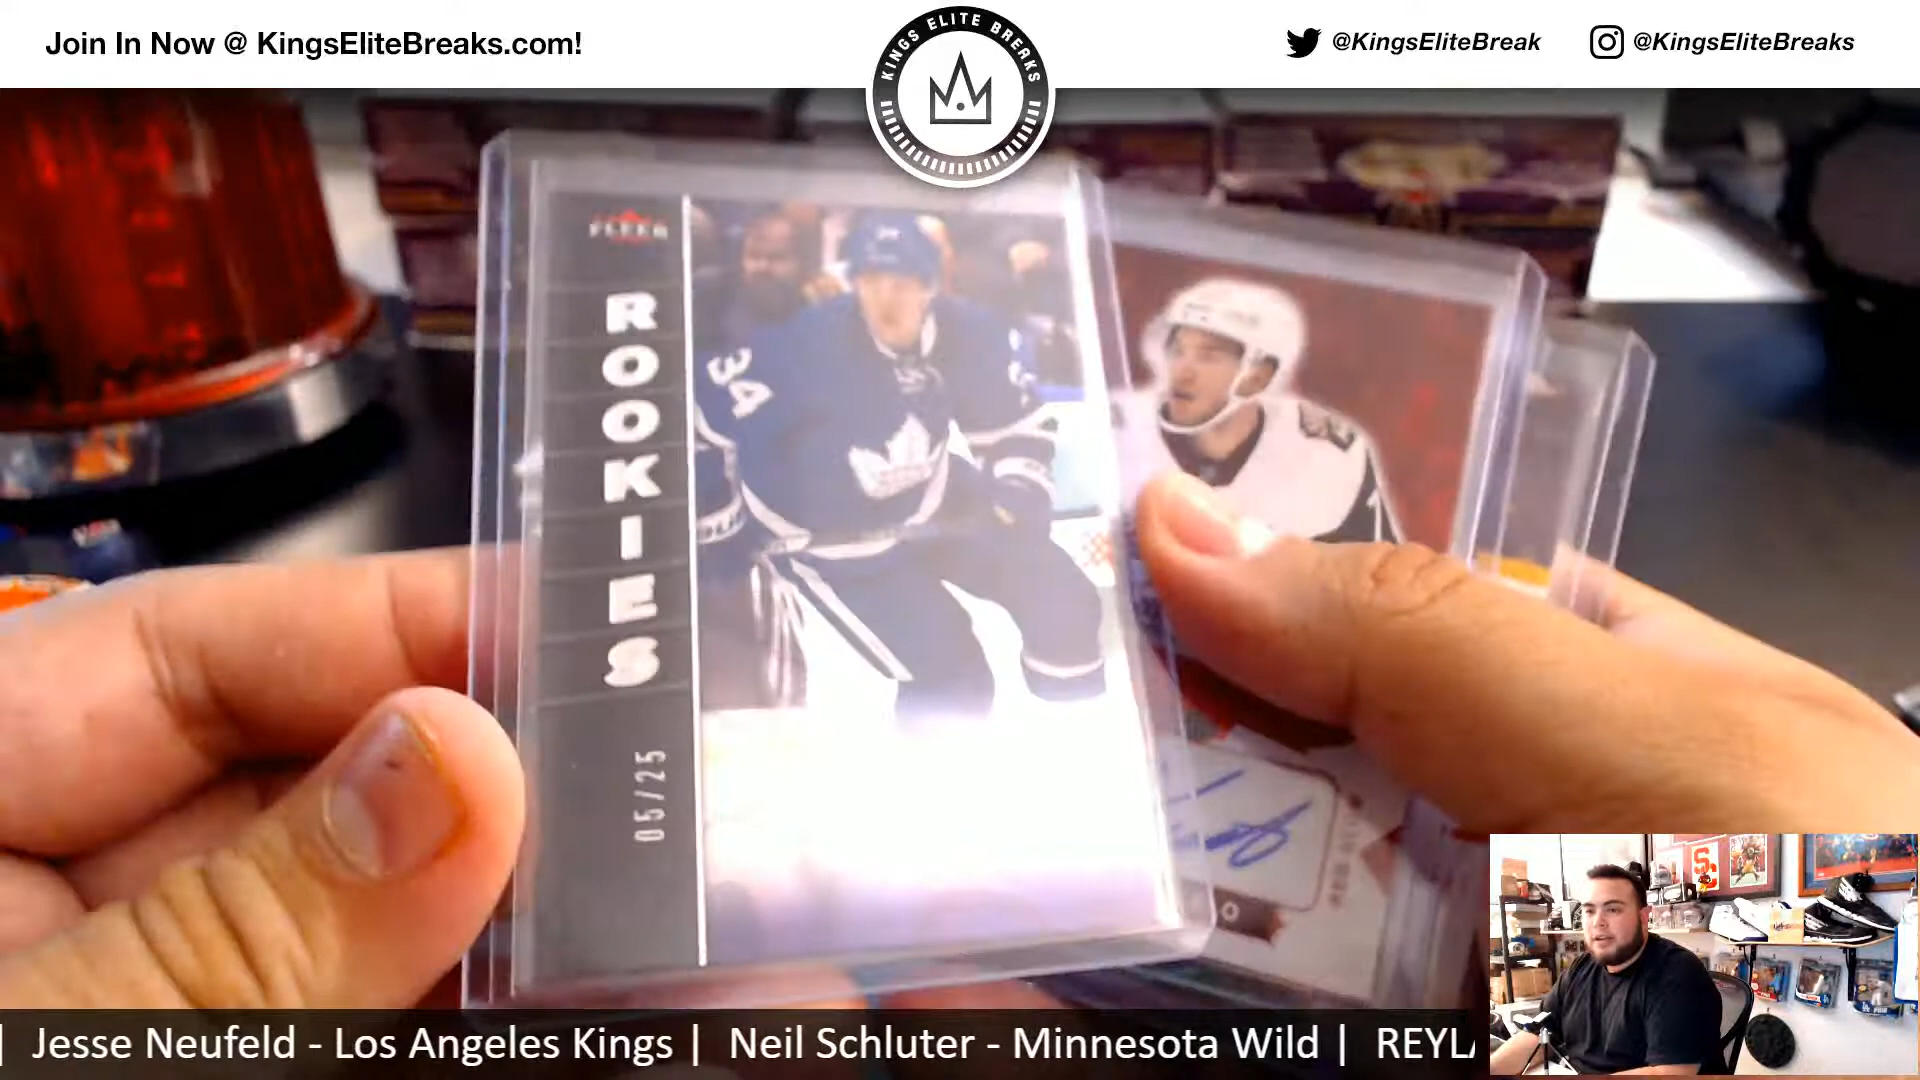 Join In Now @ KingsEliteBreaks.com!
KINGS ELITE BREAKS
@KingsEliteBreak
@KingsEliteBreaks
FLEER
ROOKIES
05/25
34
| Jesse Neufeld - Los Angeles Kings | Neil Schluter - Minnesota Wild | REYLA